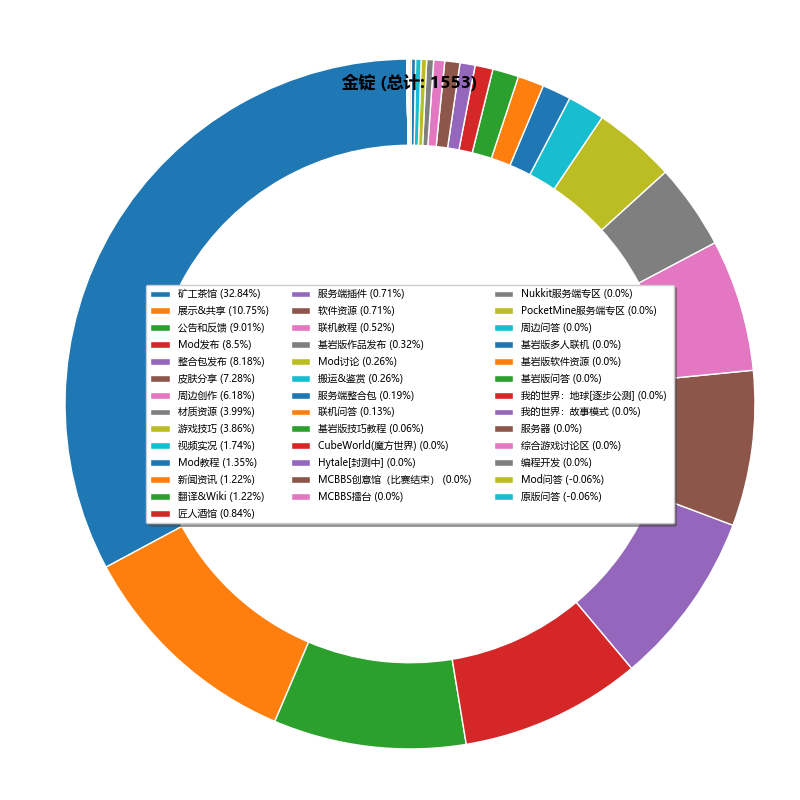 金锭 (总计: 1553)
矿工茶馆 (32.84%)
展示&共享 (10.75%)
公告和反馈 (9.01%)
Mod发布 (8.5%)
整合包发布 (8.18%)
皮肤分享 (7.28%)
周边创作 (6.18%)
材质资源 (3.99%)
游戏技巧 (3.86%)
视频实况 (1.74%)
Mod教程 (1.35%)
新闻资讯 (1.22%)
翻译&Wiki (1.22%)
匠人酒馆 (0.84%)
服务端插件 (0.71%)
软件资源 (0.71%)
联机教程 (0.52%)
基岩版作品发布 (0.32%)
Mod讨论 (0.26%)
搬运&鉴赏 (0.26%)
服务端整合包 (0.19%)
联机问答 (0.13%)
基岩版技巧教程 (0.06%)
CubeWorld(魔方世界) (0.0%)
Hytale[封测中] (0.0%)
MCBBS创意馆（比赛结束） (0.0%)
MCBBS擂台 (0.0%)
Nukkit服务端专区 (0.0%)
PocketMine服务端专区 (0.0%)
周边问答 (0.0%)
基岩版多人联机 (0.0%)
基岩版软件资源 (0.0%)
基岩版问答 (0.0%)
我的世界：地球[逐步公测] (0.0%)
我的世界：故事模式 (0.0%)
服务器 (0.0%)
综合游戏讨论区 (0.0%)
编程开发 (0.0%)
Mod问答 (-0.06%)
原版问答 (-0.06%)